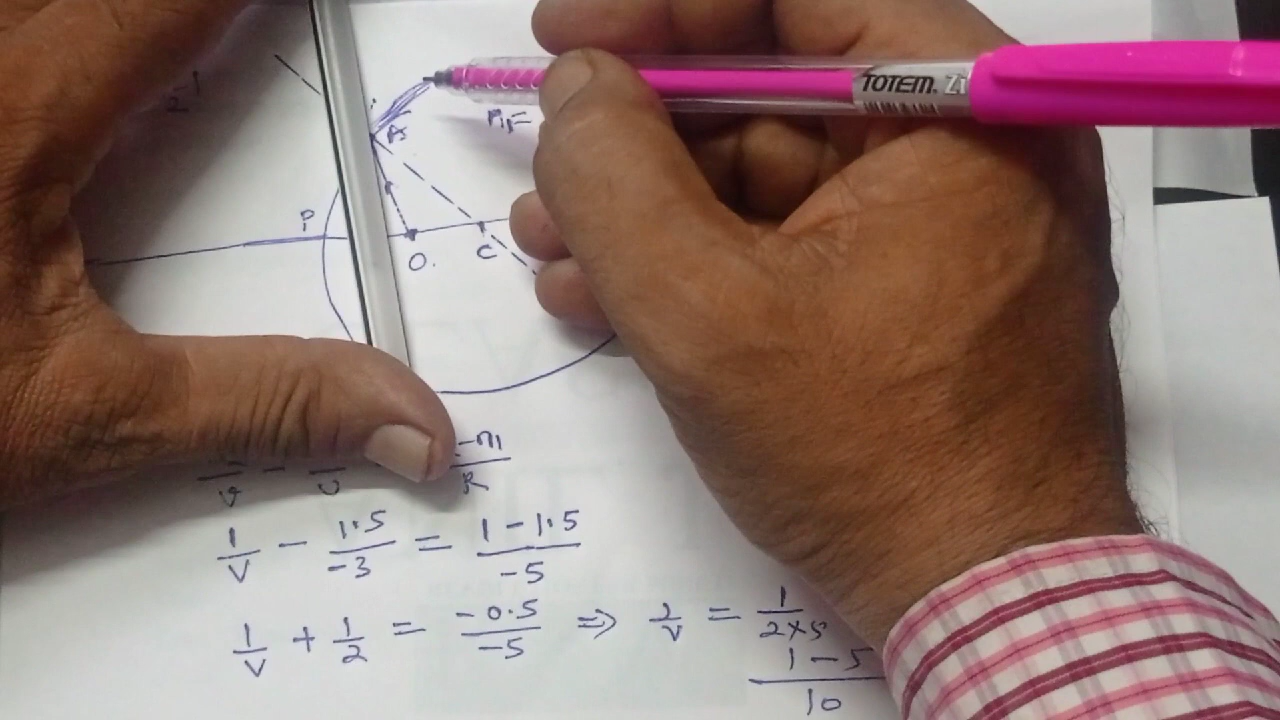 A
P
O.
C
TOTEM. Zi
1/V - 1.5/-3 = 1-1.5/-5
1/V + 1/2 = -0.5/-5 ⇒ 1/V = 1/2×5
1-5/10